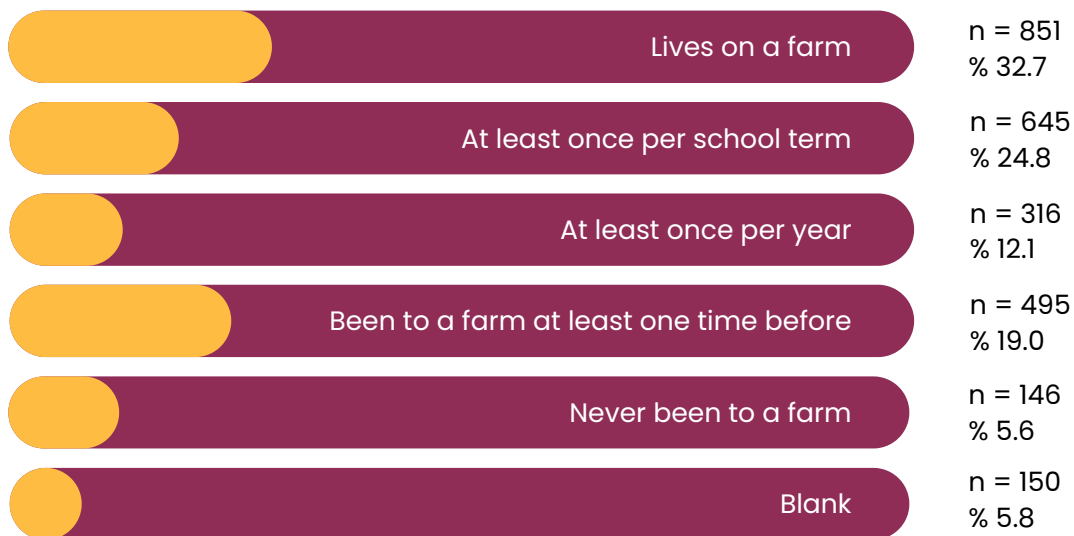 Lives on a farm
n = 851
% 32.7
At least once per school term
n = 645
% 24.8
At least once per year
n = 316
% 12.1
Been to a farm at least one time before
n = 495
% 19.0
Never been to a farm
n = 146
% 5.6
Blank
n = 150
% 5.8